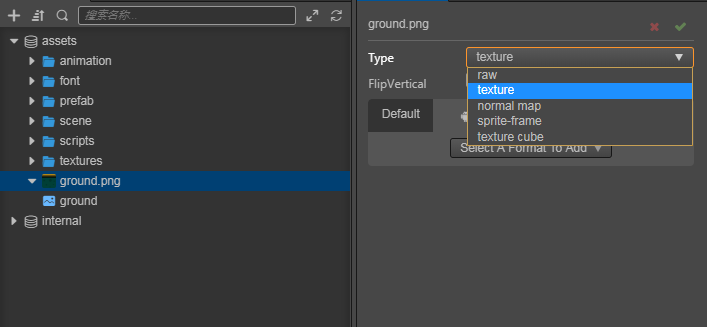 搜索名称...
assets
animation
font
prefab
scene
scripts
textures
ground.png
ground
internal
ground.png
Type
texture
raw
texture
normal map
sprite-frame
texture cube
FlipVertical
Default
Select A Format To Add